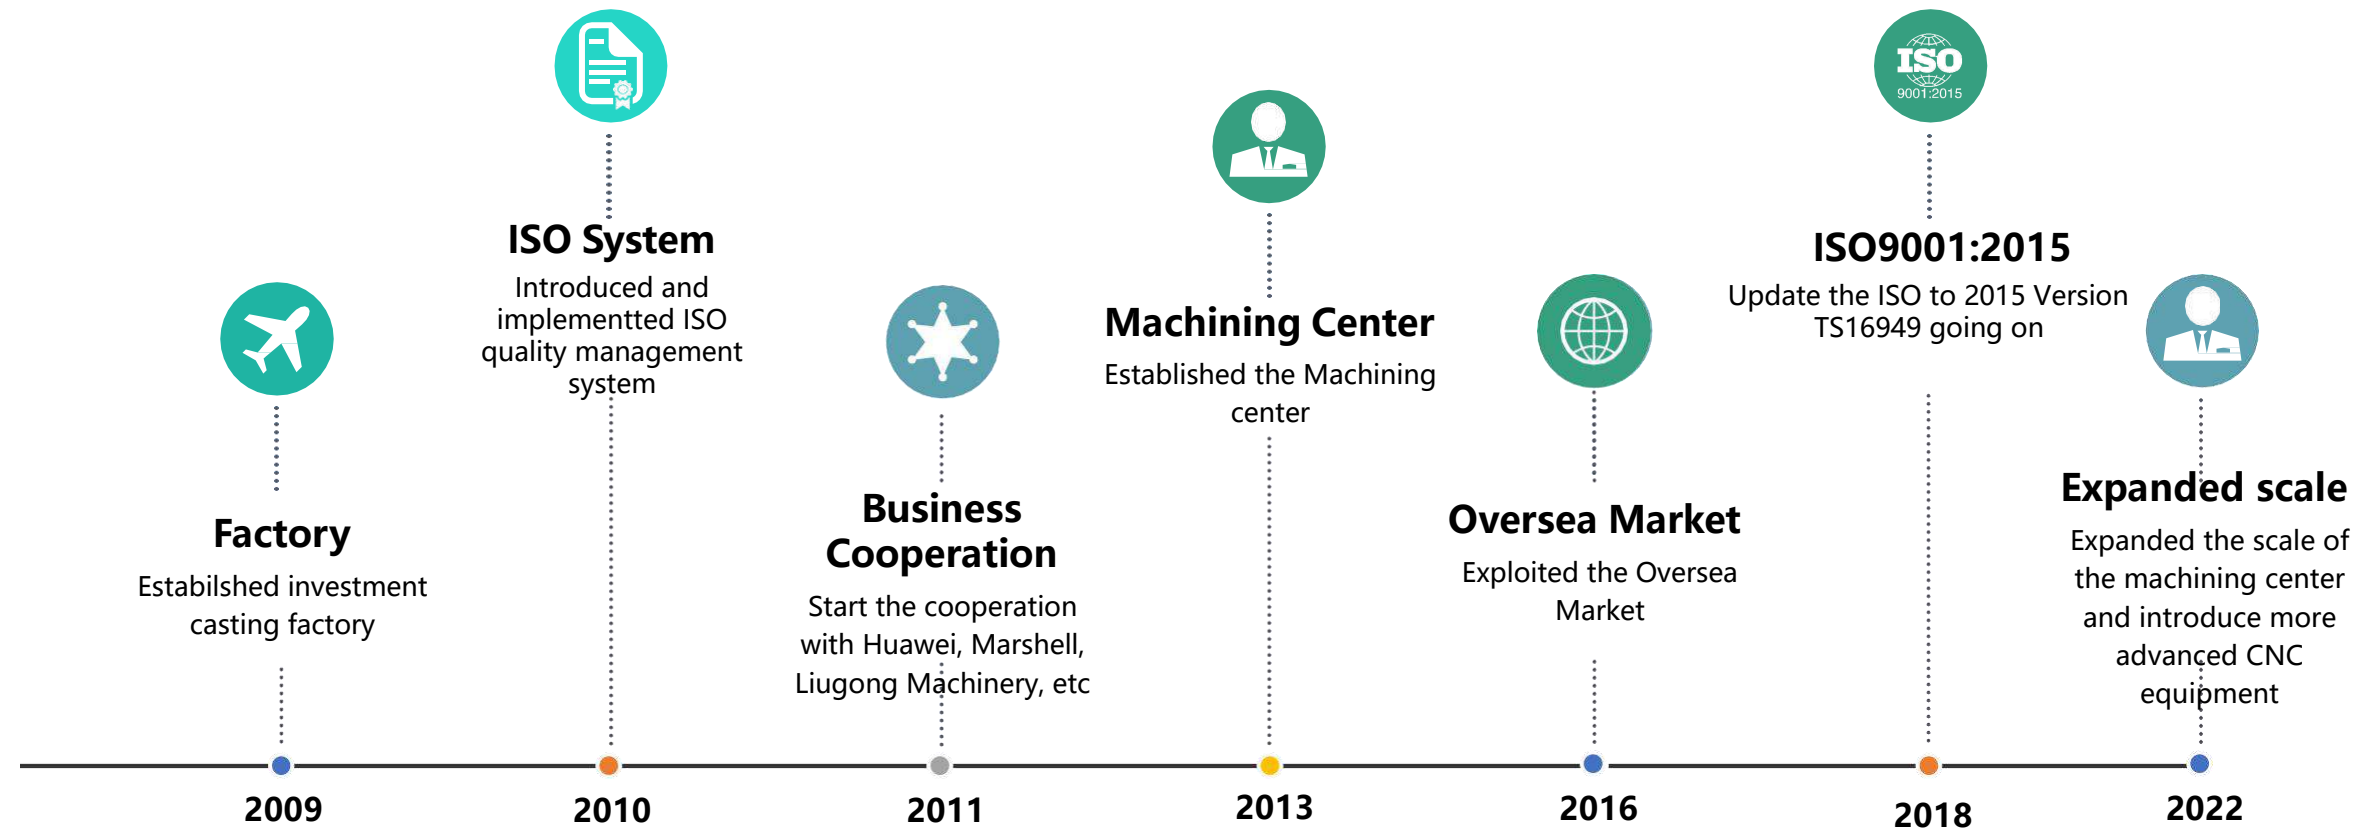 Factory
Estabilshed investment
casting factory
2009
ISO System
Introduced and
implementted ISO
quality management
system
2010
Business
Cooperation
Start the cooperation
with Huawei, Marshell,
Liugong Machinery, etc
2011
Machining Center
Established the Machining
center
2013
Oversea Market
Exploited the Oversea
Market
2016
ISO
9001:2015
ISO9001:2015
Update the ISO to 2015 Version
TS16949 going on
2018
Expanded scale
Expanded the scale of
the machining center
and introduce more
advanced CNC
equipment
2022